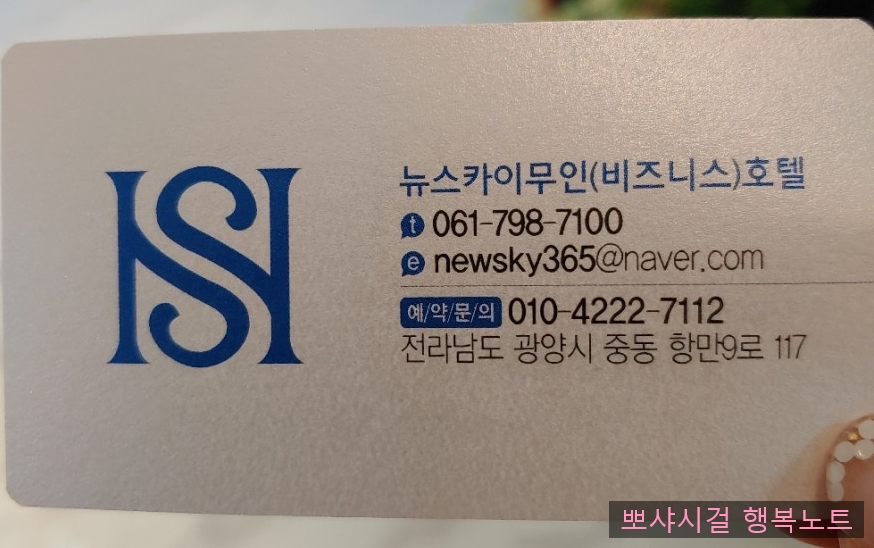 NS
뉴스카이무인(비즈니스)호텔
t 061-798-7100
e newsky365@naver.com
예/약/문/의 010-4222-7112
전라남도 광양시 중동 항만9로 117
뽀샤시걸 행복노트